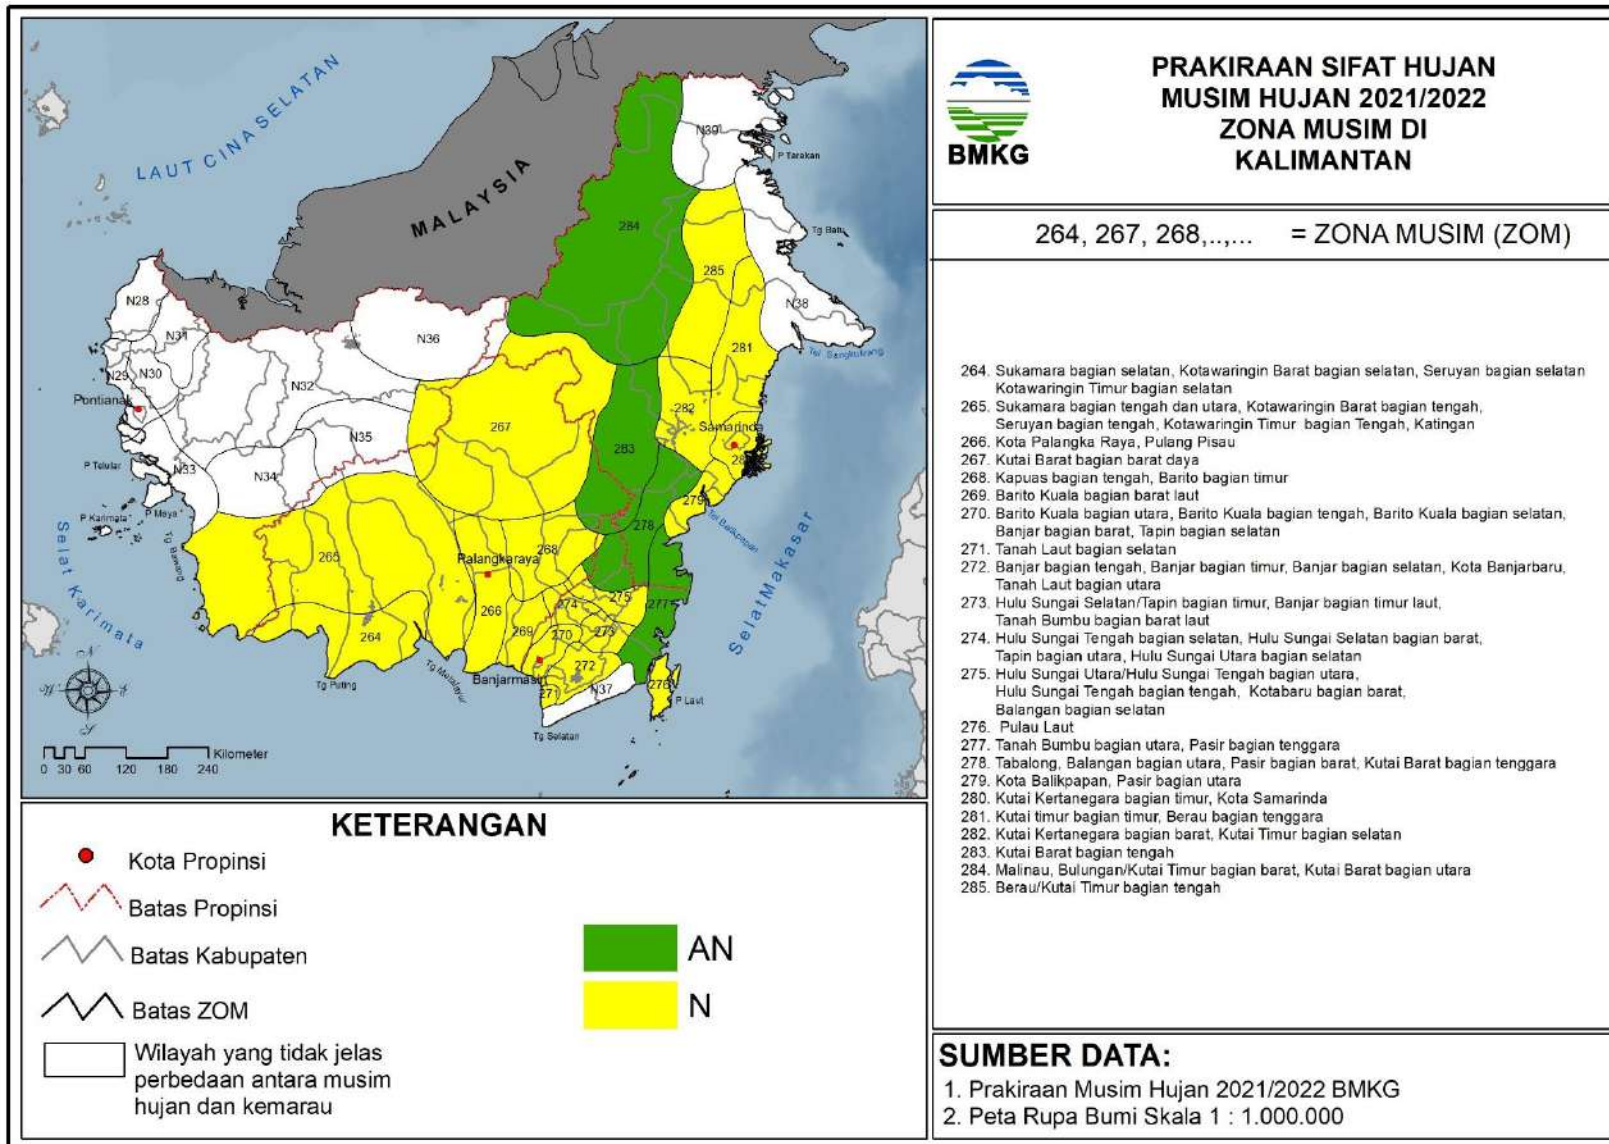 LAUT CINA SELATAN
MALAYSIA
N39
P Tarakan
284
Tg Batu
285
N38
N28
N31
N36
281
Tel. Sangkulirang
N29
N30
N32
Pontianak
267
282
Samarinda
N35
283
P Telular
N33
N34
279
P Karimata
P Maya
Tel Balikpapan
278
Selat Karimata
Tg Bawang
265
268
Palangkaraya
Selat Makasar
275
277
274
266
269
270
273
264
272
Banjarmasin
271
N37
276
P Laut
Tg Puting
Tg Malatayur
Tg Selatan
N
Kilometer
0 30 60 120 180 240
KETERANGAN
Kota Propinsi
Batas Propinsi
Batas Kabupaten
Batas ZOM
Wilayah yang tidak jelas
perbedaan antara musim
hujan dan kemarau
AN
N
BMKG
PRAKIRAAN SIFAT HUJAN
MUSIM HUJAN 2021/2022
ZONA MUSIM DI
KALIMANTAN
264, 267, 268,..,... = ZONA MUSIM (ZOM)
264. Sukamara bagian selatan, Kotawaringin Barat bagian selatan, Seruyan bagian selatan
Kotawaringin Timur bagian selatan
265. Sukamara bagian tengah dan utara, Kotawaringin Barat bagian tengah,
Seruyan bagian tengah, Kotawaringin Timur bagian Tengah, Katingan
266. Kota Palangka Raya, Pulang Pisau
267. Kutai Barat bagian barat daya
268. Kapuas bagian tengah, Barito bagian timur
269. Barito Kuala bagian barat laut
270. Barito Kuala bagian utara, Barito Kuala bagian tengah, Barito Kuala bagian selatan,
Banjar bagian barat, Tapin bagian selatan
271. Tanah Laut bagian selatan
272. Banjar bagian tengah, Banjar bagian timur, Banjar bagian selatan, Kota Banjarbaru,
Tanah Laut bagian utara
273. Hulu Sungai Selatan/Tapin bagian timur, Banjar bagian timur laut,
Tanah Bumbu bagian barat laut
274. Hulu Sungai Tengah bagian selatan, Hulu Sungai Selatan bagian barat,
Tapin bagian utara, Hulu Sungai Utara bagian selatan
275. Hulu Sungai Utara/Hulu Sungai Tengah bagian utara,
Hulu Sungai Tengah bagian tengah, Kotabaru bagian barat,
Balangan bagian selatan
276. Pulau Laut
277. Tanah Bumbu bagian utara, Pasir bagian tenggara
278. Tabalong, Balangan bagian utara, Pasir bagian barat, Kutai Barat bagian tenggara
279. Kota Balikpapan, Pasir bagian utara
280. Kutai Kertanegara bagian timur, Kota Samarinda
281. Kutai timur bagian timur, Berau bagian tenggara
282. Kutai Kertanegara bagian barat, Kutai Timur bagian selatan
283. Kutai Barat bagian tengah
284. Malinau, Bulungan/Kutai Timur bagian barat, Kutai Barat bagian utara
285. Berau/Kutai Timur bagian tengah
SUMBER DATA:
1. Prakiraan Musim Hujan 2021/2022 BMKG
2. Peta Rupa Bumi Skala 1 : 1.000.000